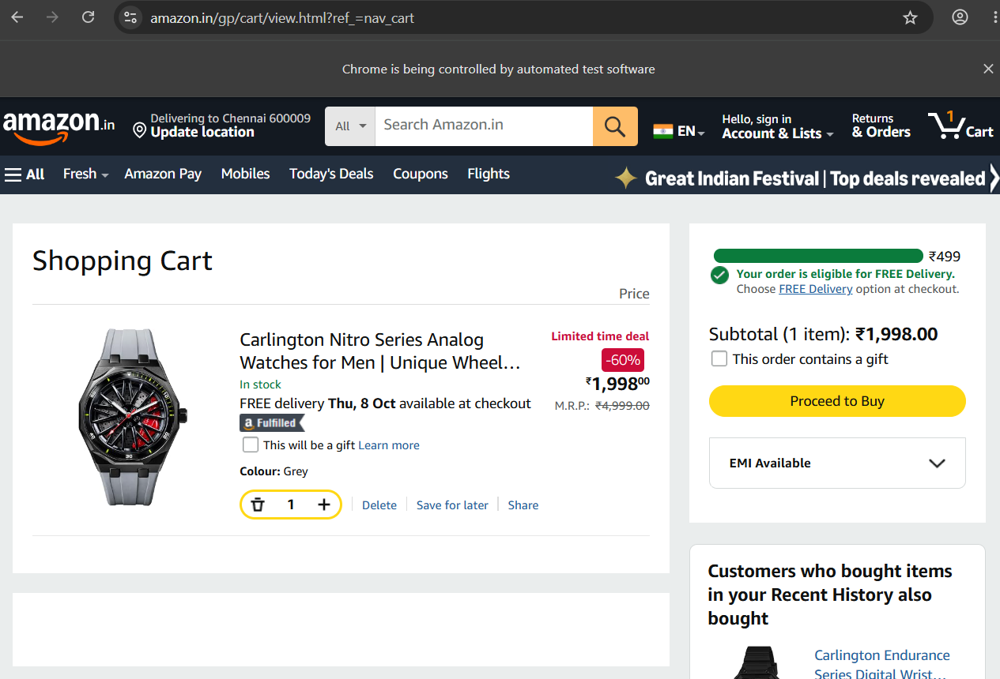 amazon.in/gp/cart/view.html?ref_=nav_cart
Chrome is being controlled by automated test software
amazon.in
Delivering to Chennai 600009
Update location
All
Search Amazon.in
EN
Hello, sign in
Account & Lists
Returns
& Orders
1
Cart
All
Fresh
Amazon Pay
Mobiles
Today's Deals
Coupons
Flights
Great Indian Festival | Top deals revealed
Shopping Cart
Price
Carlington Nitro Series Analog
Watches for Men | Unique Wheel…
In stock
FREE delivery Thu, 8 Oct available at checkout
a Fulfilled
This will be a gift Learn more
Colour: Grey
1
Delete
Save for later
Share
Limited time deal
-60%
₹1,99800
M.R.P.: ₹4,999.00
₹499
Your order is eligible for FREE Delivery.
Choose FREE Delivery option at checkout.
Subtotal (1 item): ₹1,998.00
This order contains a gift
Proceed to Buy
EMI Available
Customers who bought items
in your Recent History also
bought
Carlington Endurance
Series Digital Wrist…